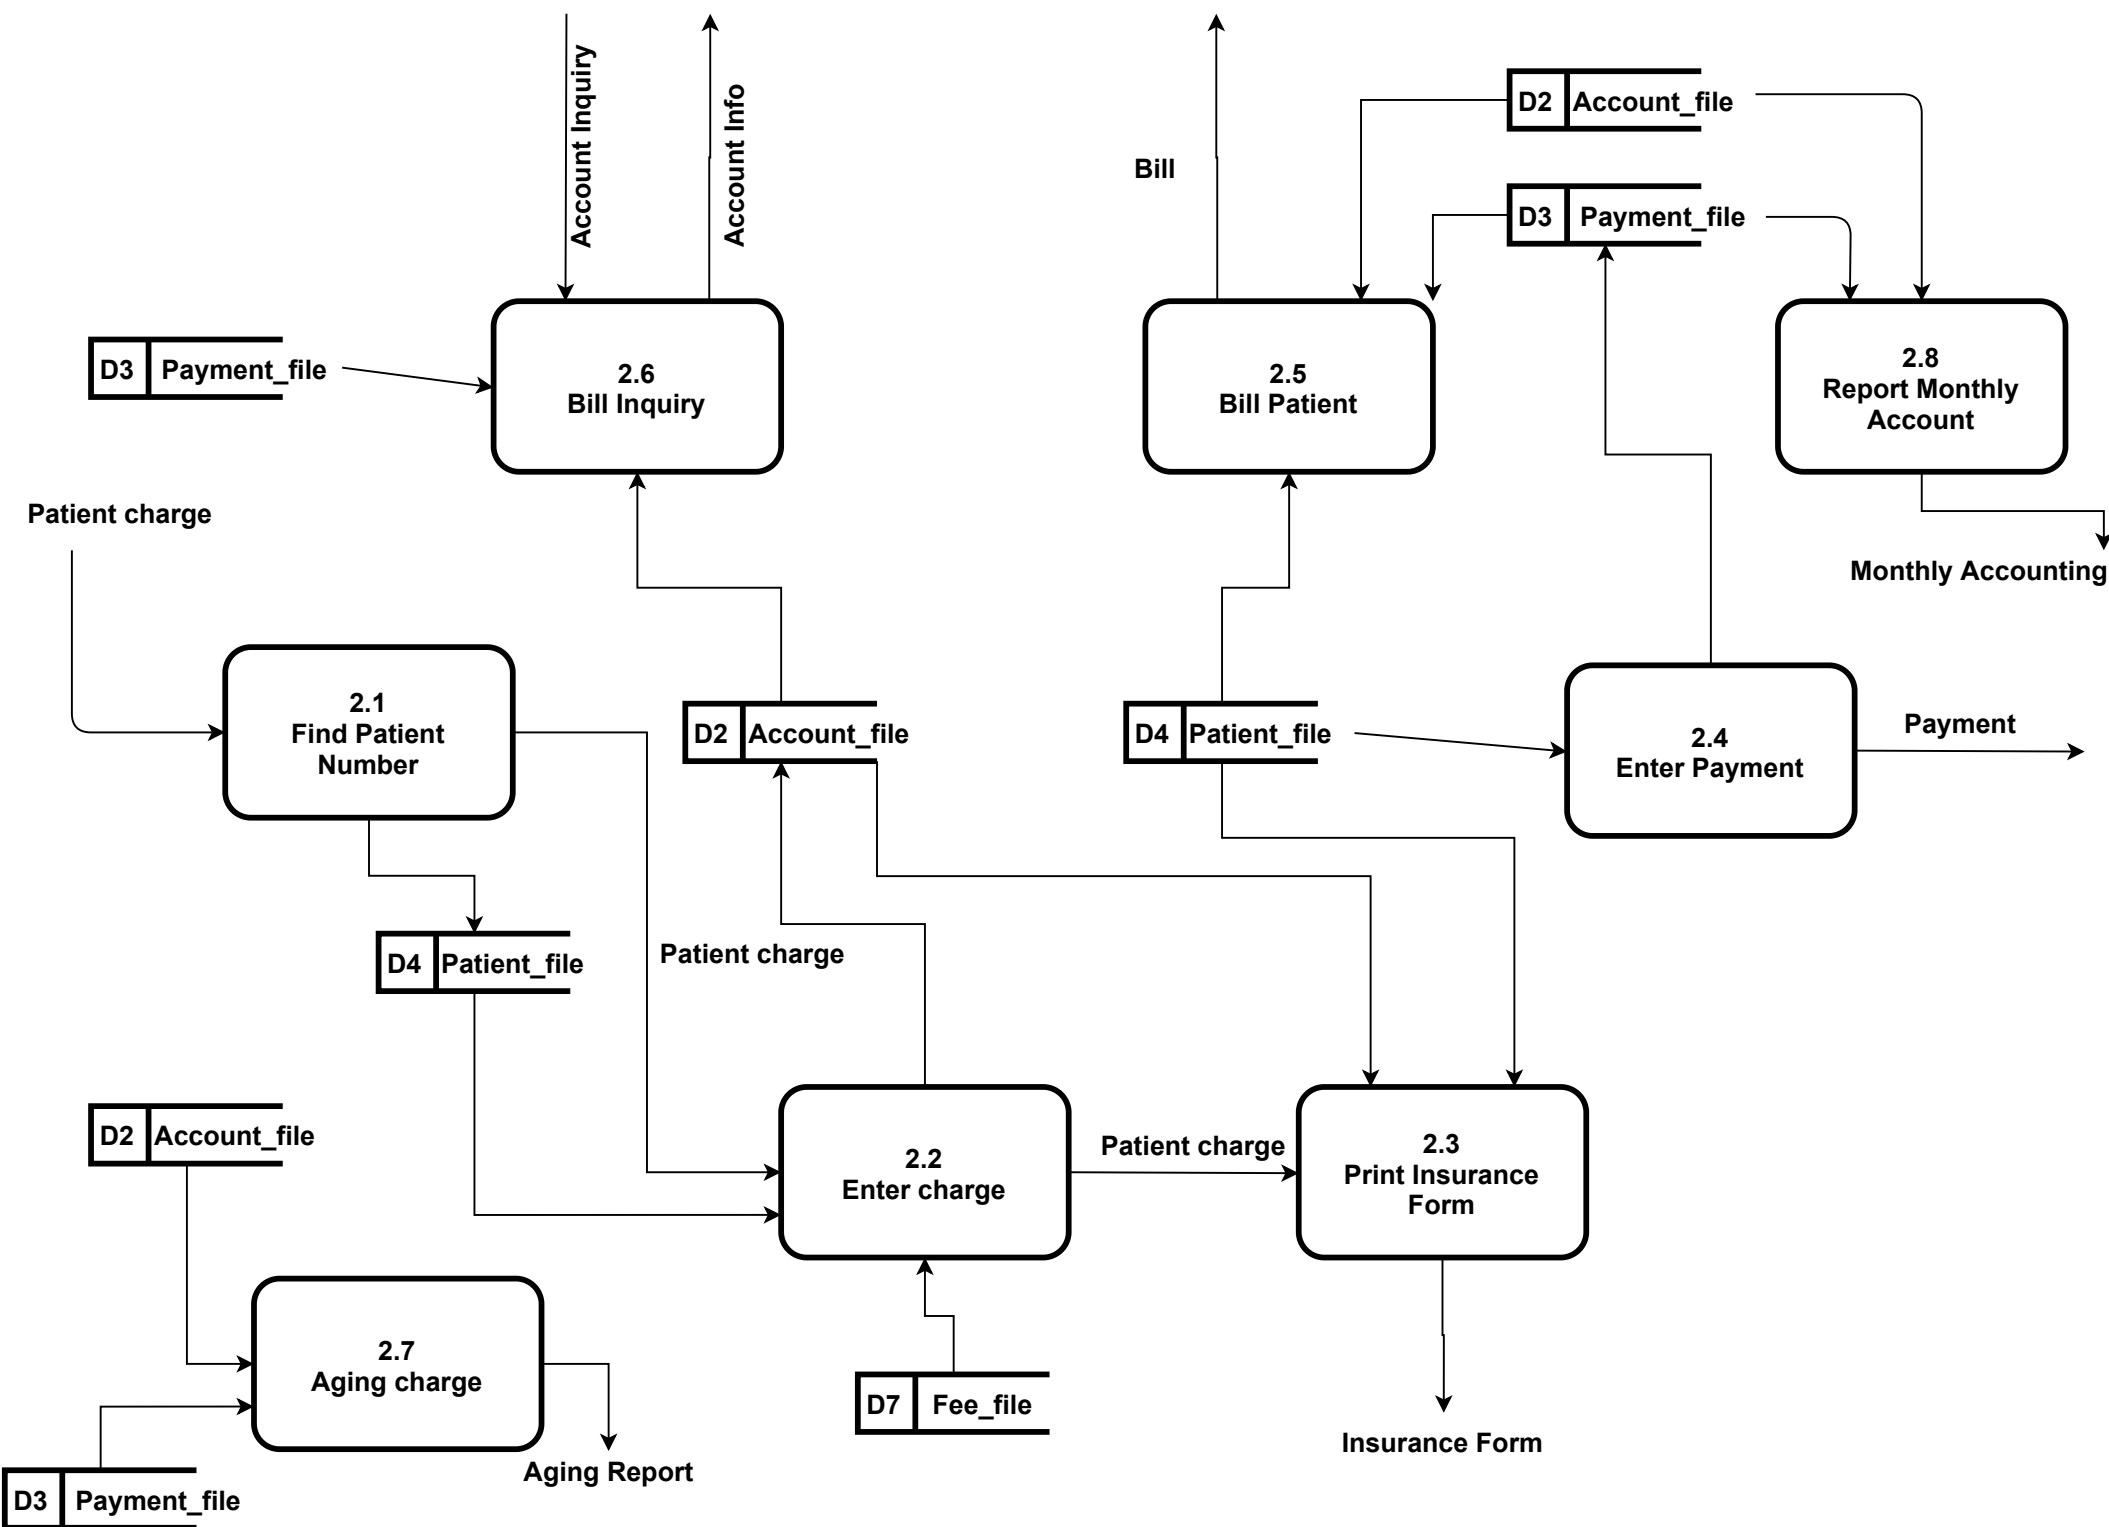 Account Inquiry
Account Info
Bill
D2 Account_file
D3 Payment_file
D3 Payment_file
2.6
Bill Inquiry
2.5
Bill Patient
2.8
Report Monthly
Account
Patient charge
Monthly Accounting
2.1
Find Patient
Number
D2 Account_file
D4 Patient_file
2.4
Enter Payment
Payment
D4 Patient_file
Patient charge
D2 Account_file
2.2
Enter charge
Patient charge
2.3
Print Insurance
Form
2.7
Aging charge
D7 Fee_file
Insurance Form
Aging Report
D3 Payment_file